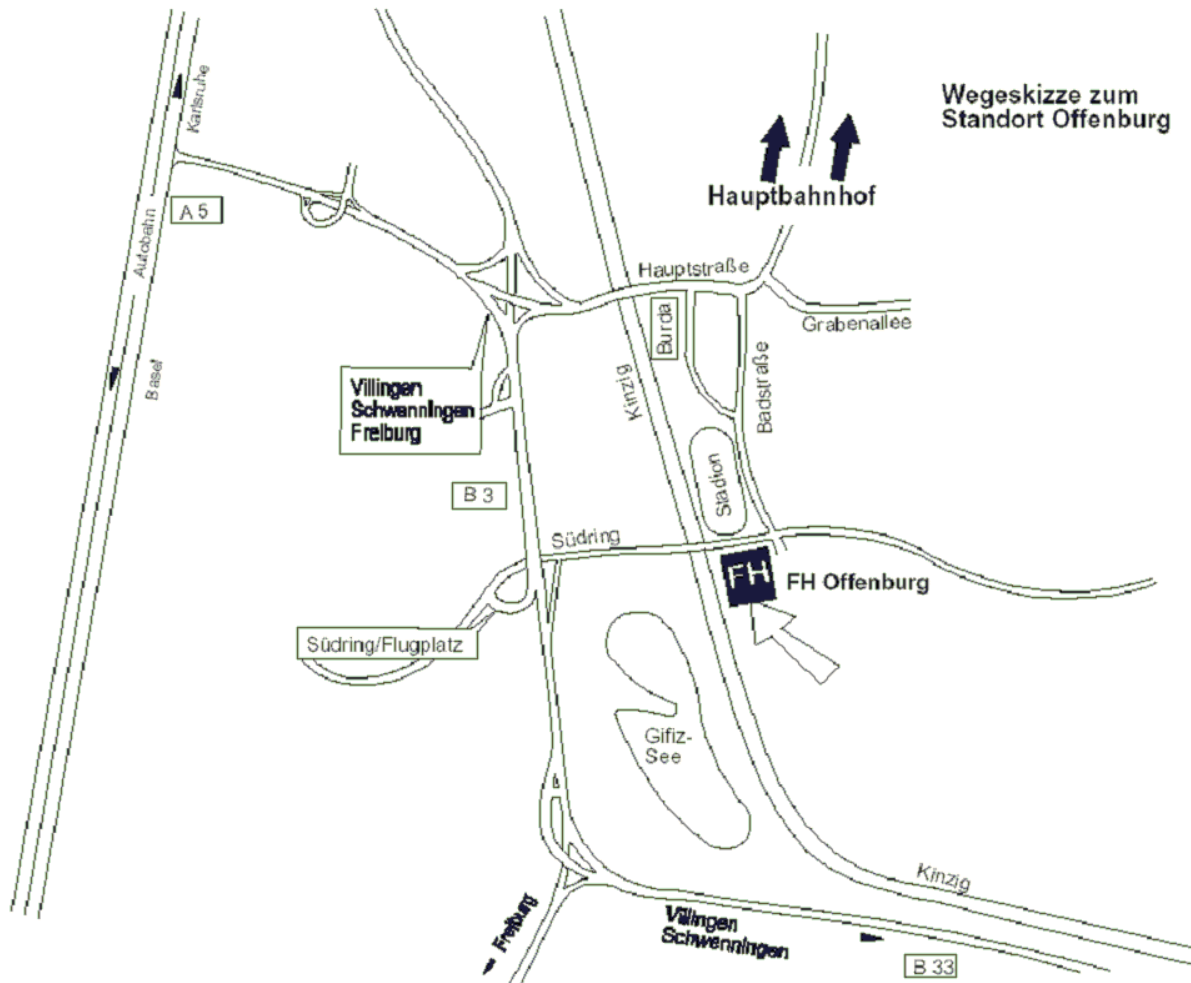 Wegeskizze zum
Standort Offenburg
Karlsruhe
Hauptbahnhof
A 5
Autobahn
Hauptstraße
Grabenallee
Burda
Basel
Kinzig
Badstraße
Villingen
Schwenningen
Freiburg
Stadion
B 3
Südring
FH
FH Offenburg
Südring/Flugplatz
Gifiz-
See
Kinzig
Freiburg
Villingen
Schwenningen
B 33